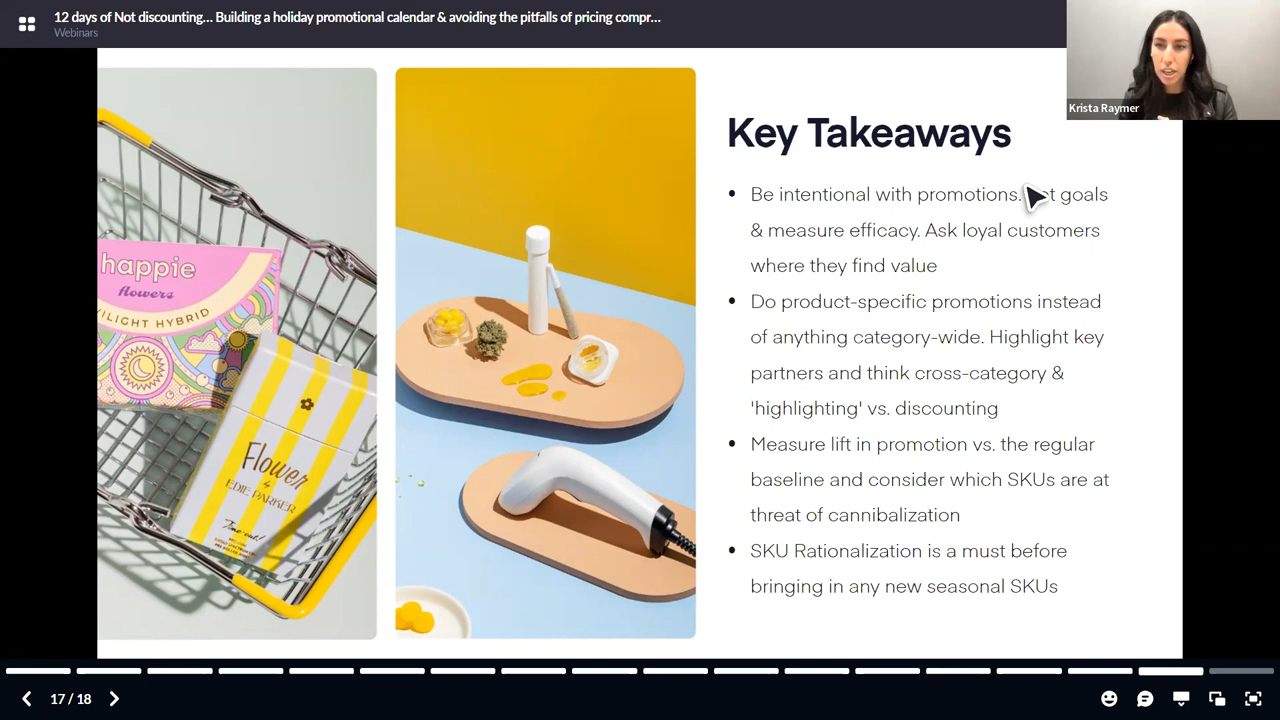 12 days of Not discounting... Building a holiday promotional calendar & avoiding the pitfalls of pricing compr...
Webinars
Krista Raymer
happie
flowers
ILIGHT HYBRID
Flower
by
EDIE PARKER
Key Takeaways
• Be intentional with promotions. goals
& measure efficacy. Ask loyal customers
where they find value
• Do product-specific promotions instead
of anything category-wide. Highlight key
partners and think cross-category &
'highlighting' vs. discounting
• Measure lift in promotion vs. the regular
baseline and consider which SKUs are at
threat of cannibalization
• SKU Rationalization is a must before
bringing in any new seasonal SKUs
17 / 18